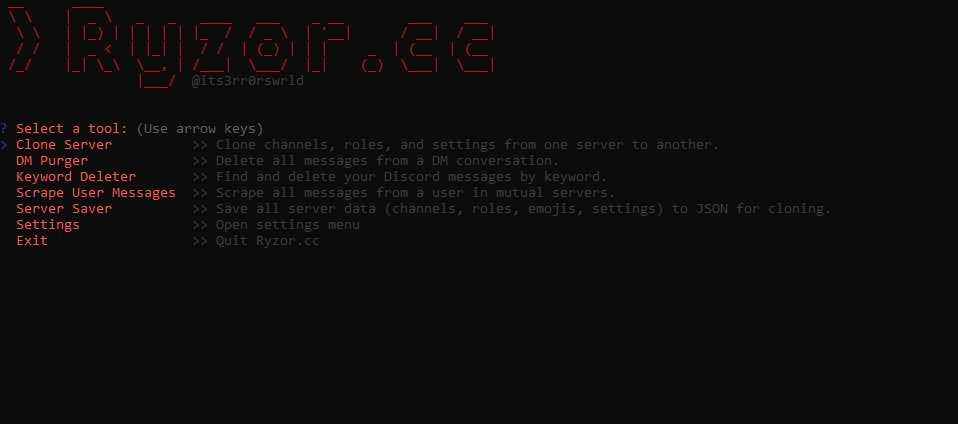 Ryzor.cc
@its3rr0rswrld
? Select a tool: (Use arrow keys)
> Clone Server >> Clone channels, roles, and settings from one server to another.
DM Purger >> Delete all messages from a DM conversation.
Keyword Deleter >> Find and delete your Discord messages by keyword.
Scrape User Messages >> Scrape all messages from a user in mutual servers.
Server Saver >> Save all server data (channels, roles, emojis, settings) to JSON for cloning.
Settings >> Open settings menu
Exit >> Quit Ryzor.cc